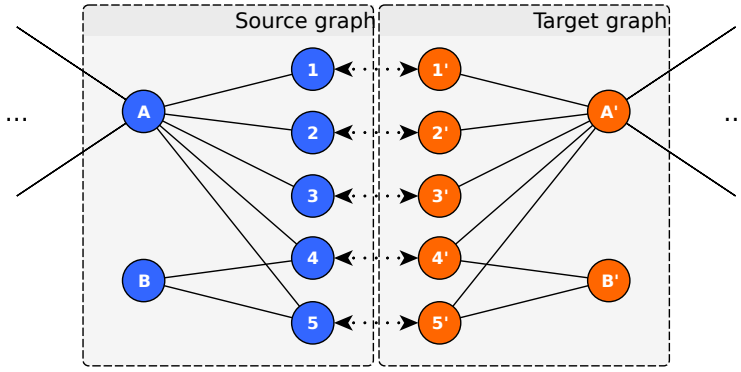 Source graph
Target graph
1
1'
A
A'
...
...
2
2'
3
3'
4
4'
B
B'
5
5'